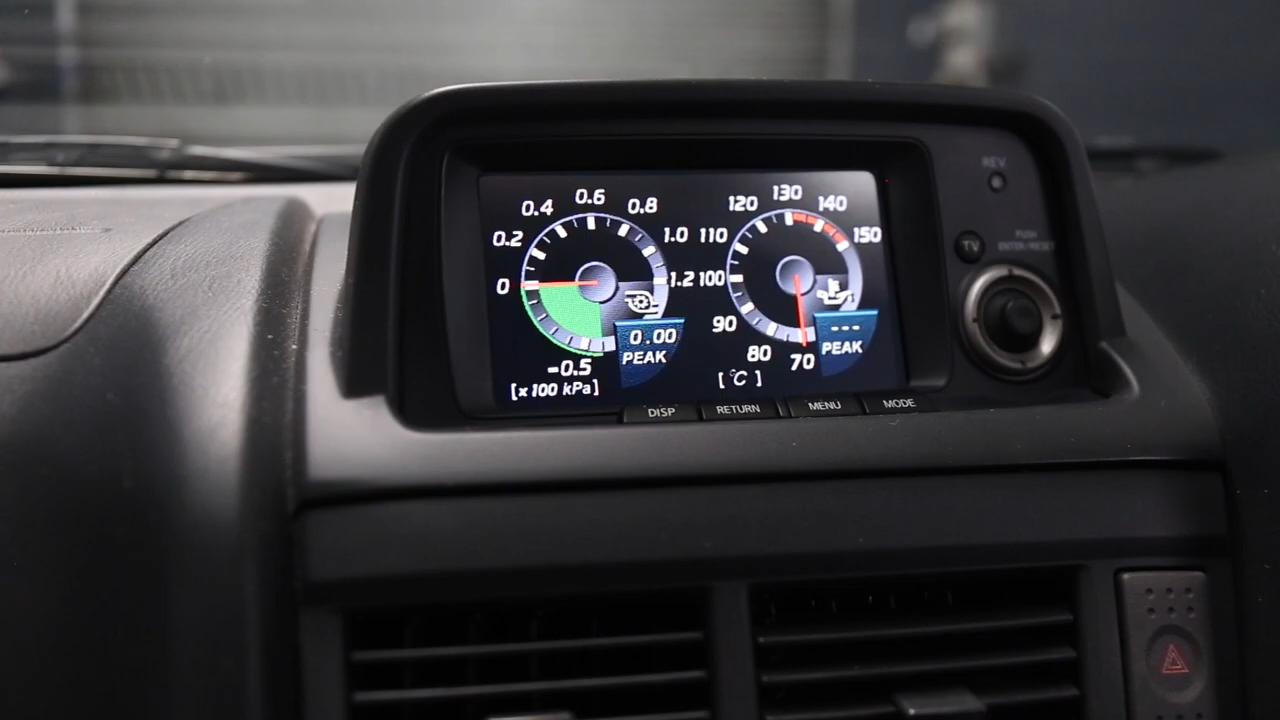 REV
0.6
0.4
0.8
0.2
1.0
0
1.2
-0.5
[x100 kPa]
0.00
PEAK
130
120
140
110
150
100
90
80
70
[°C]
---
PEAK
TV
PUSH
ENTER/RESET
DISP
RETURN
MENU
MODE